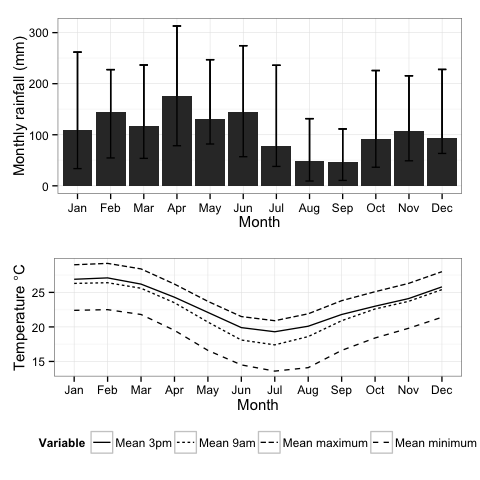 Monthly rainfall (mm)
300
200
100
0
Jan Feb Mar Apr May Jun Jul Aug Sep Oct Nov Dec
Month
Temperature °C
25
20
15
Jan Feb Mar Apr May Jun Jul Aug Sep Oct Nov Dec
Month
Variable Mean 3pm Mean 9am Mean maximum Mean minimum